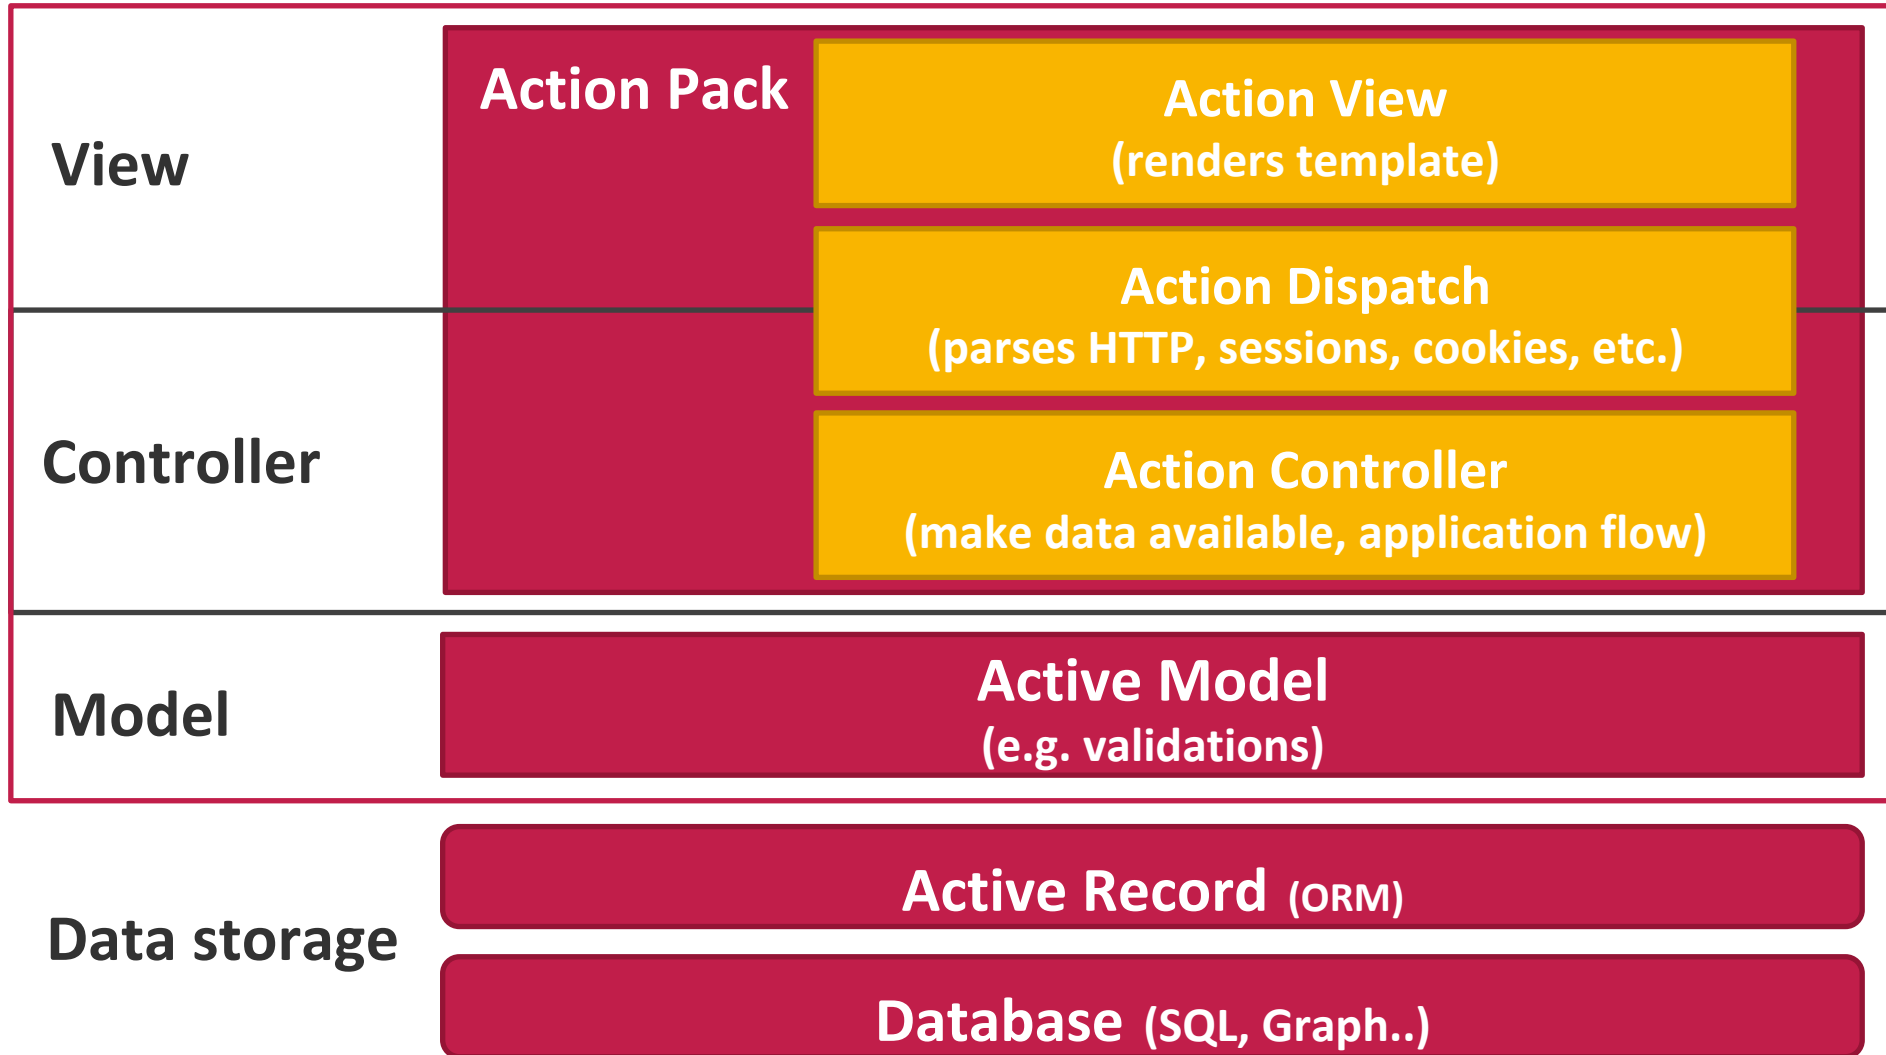 View
Action Pack
Action View
(renders template)
Action Dispatch
(parses HTTP, sessions, cookies, etc.)
Controller
Action Controller
(make data available, application flow)
Model
Active Model
(e.g. validations)
Data storage
Active Record (ORM)
Database (SQL, Graph..)